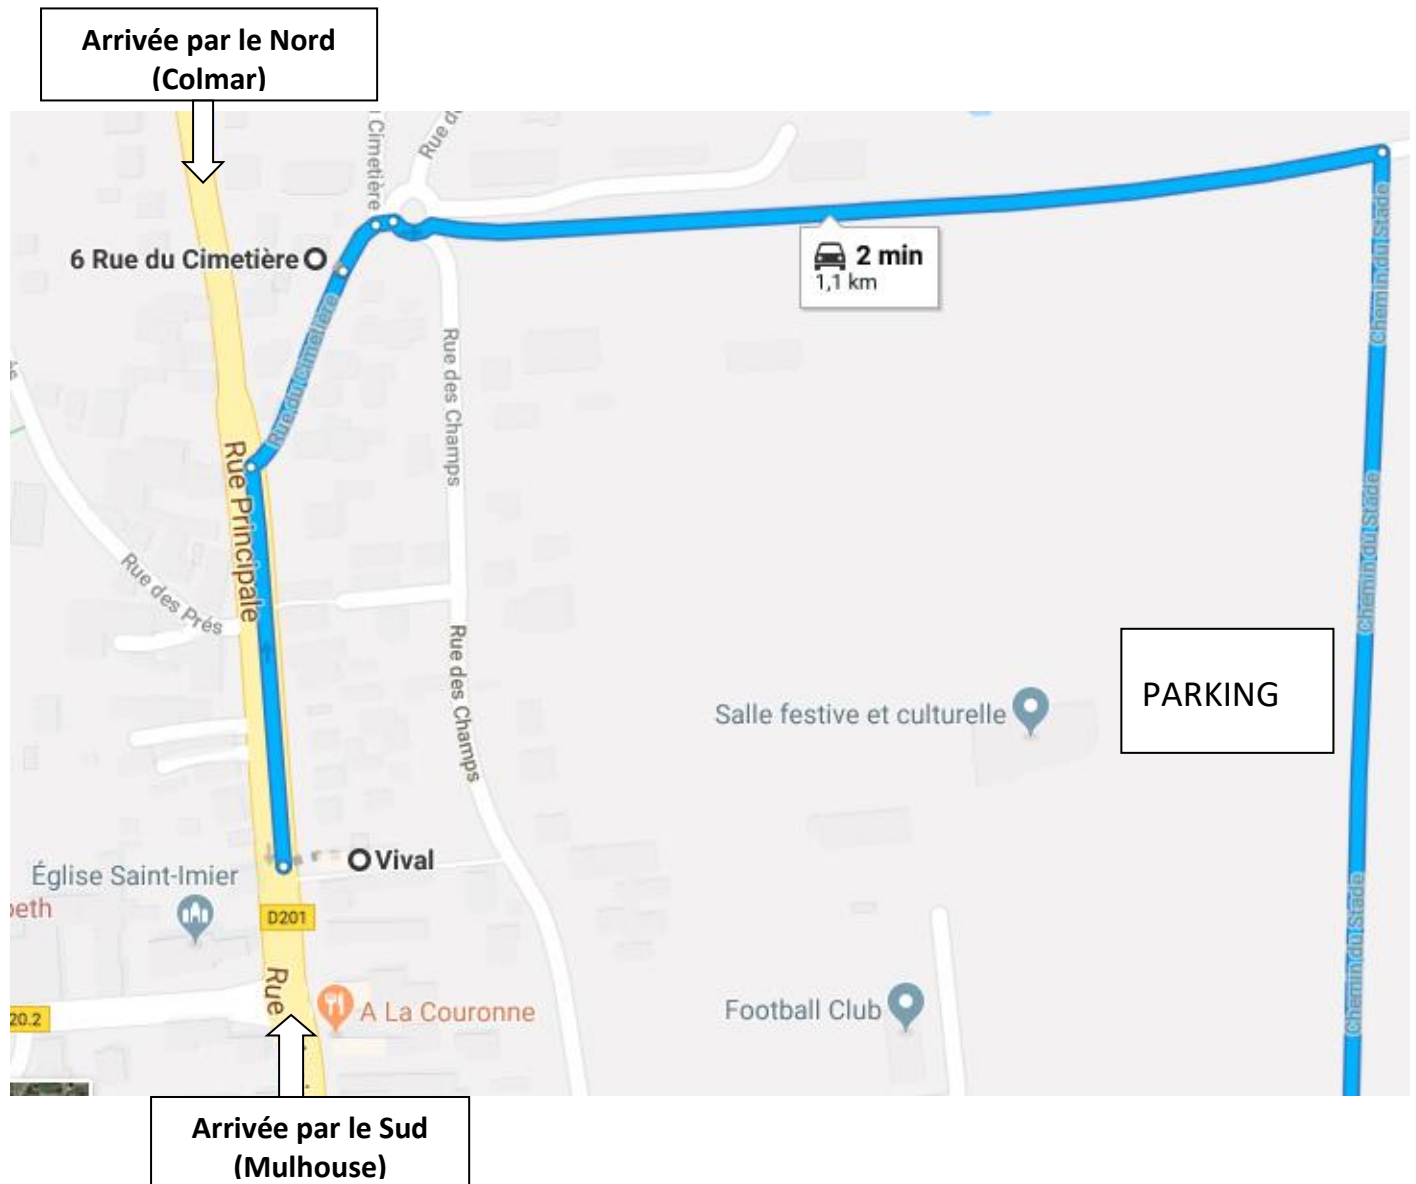 Arrivée par le Nord
(Colmar)
Cimetière
Rue
6 Rue du Cimetière
2 min
1,1 km
Chemin du Stade
Rue du Cimetière
Rue des Champs
Rue Principale
Chemin du Stade
Rue des Prés
Rue des Champs
PARKING
Salle festive et culturelle
Vival
Église Saint-Imier
beth
D201
Chemin du Stade
Rue
A La Couronne
Football Club
20.2
Arrivée par le Sud
(Mulhouse)